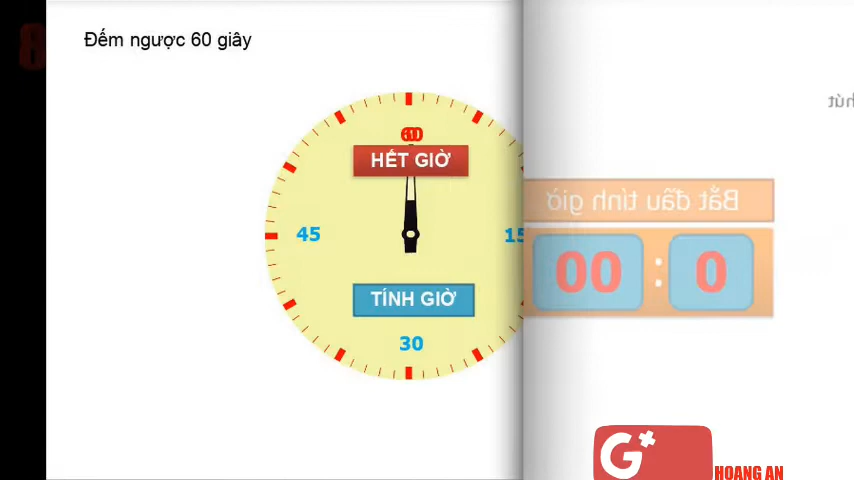 Đếm ngược 60 giây
HẾT GIỜ
45
15
TÍNH GIỜ
30
Bắt đầu tính giờ
00 : 0
G+
HOANG AN